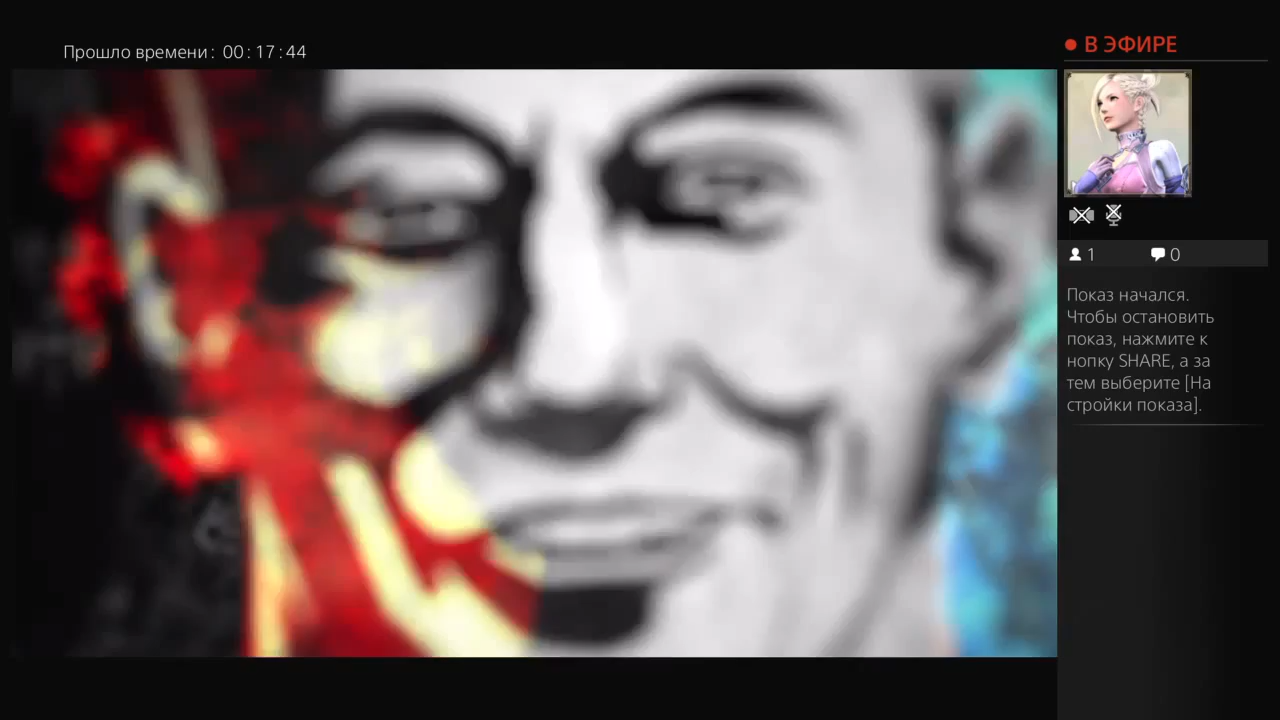 Прошло времени: 00:17:44
В ЭФИРЕ
1 0
Показ начался.
Чтобы остановить
показ, нажмите к
нопку SHARE, а за
тем выберите [На
стройки показа].